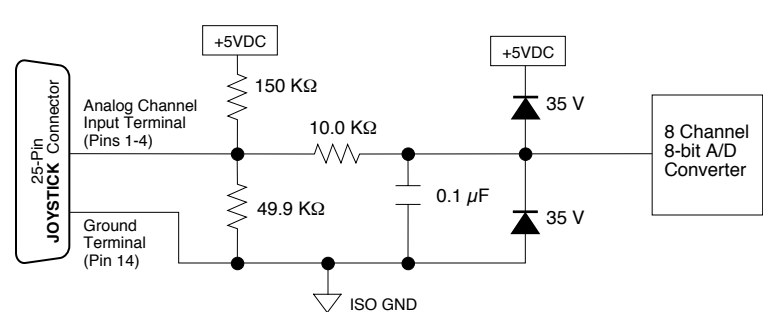 +5VDC
+5VDC
150 KΩ
35 V
25-Pin
JOYSTICK Connector
Analog Channel
Input Terminal
(Pins 1-4)
10.0 KΩ
8 Channel
8-bit A/D
Converter
49.9 KΩ
0.1 µF
35 V
Ground
Terminal
(Pin 14)
ISO GND